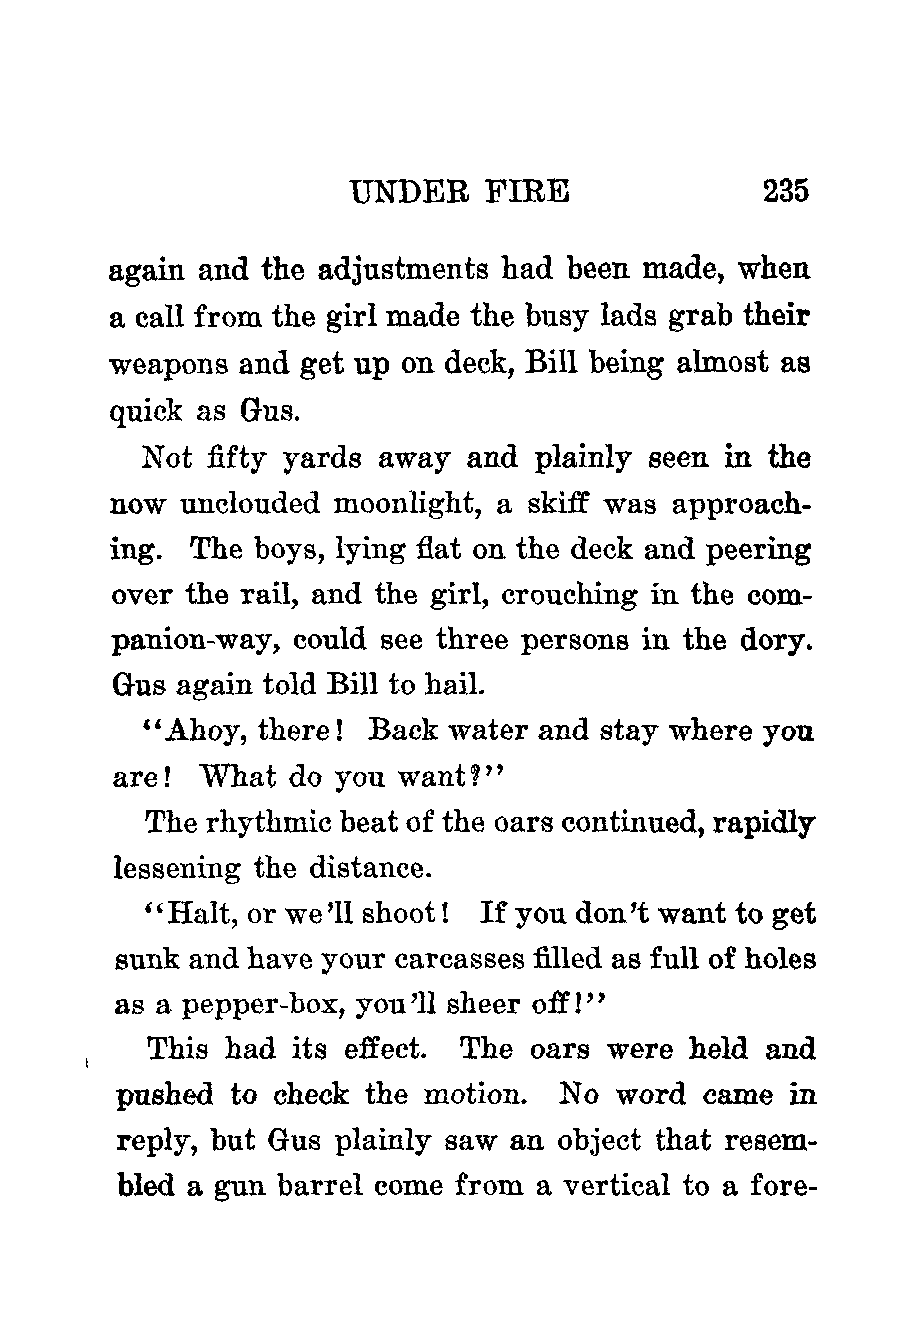 UNDER FIRE 235
again and the adjustments had been made, when
a call from the girl made the busy lads grab their
weapons and get up on deck, Bill being almost as
quick as Gus.
Not fifty yards away and plainly seen in the
now unclouded moonlight, a skiff was approach-
ing. The boys, lying flat on the deck and peering
over the rail, and the girl, crouching in the com-
panion-way, could see three persons in the dory.
Gus again told Bill to hail.
"Ahoy, there! Back water and stay where you
are! What do you want?"
The rhythmic beat of the oars continued, rapidly
lessening the distance.
"Halt, or we'll shoot! If you don't want to get
sunk and have your carcasses filled as full of holes
as a pepper-box, you'll sheer off!"
This had its effect. The oars were held and
pushed to check the motion. No word came in
reply, but Gus plainly saw an object that resem-
bled a gun barrel come from a vertical to a fore-